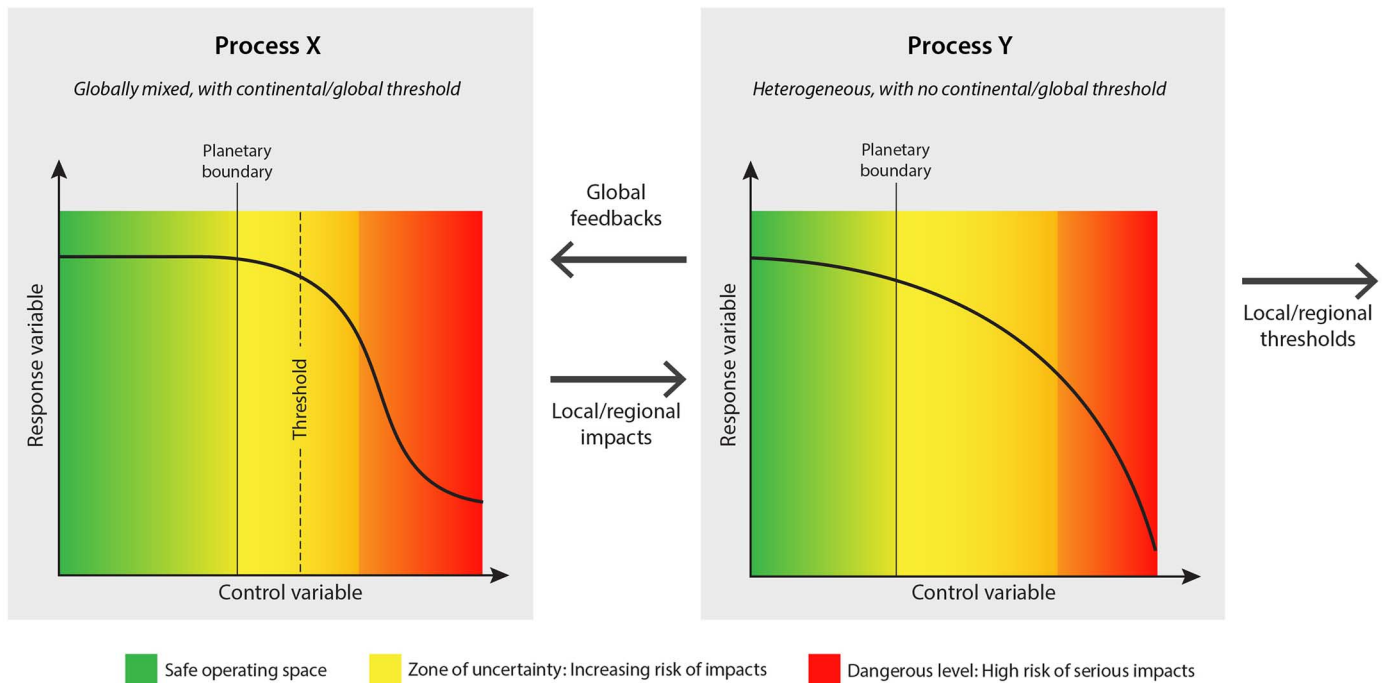 Process X
Globally mixed, with continental/global threshold
Planetary
boundary
Response variable
Threshold
Control variable
Global
feedbacks
Local/regional
impacts
Process Y
Heterogeneous, with no continental/global threshold
Planetary
boundary
Response variable
Control variable
Local/regional
thresholds
Safe operating space
Zone of uncertainty: Increasing risk of impacts
Dangerous level: High risk of serious impacts